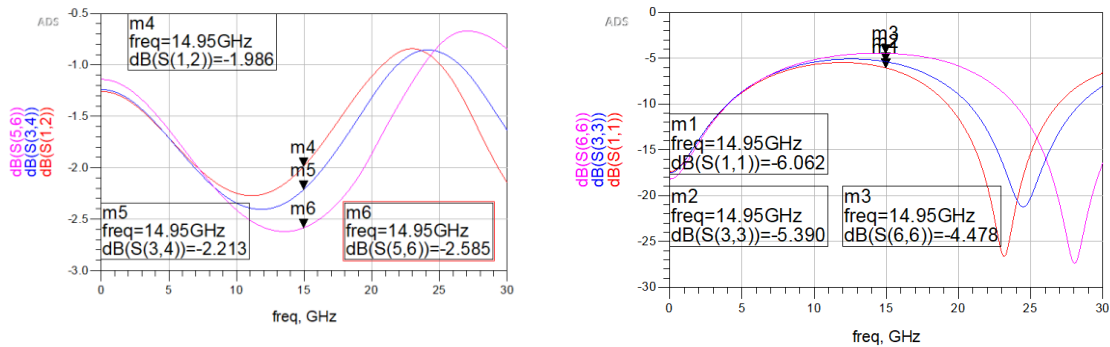 ADS
m4
freq=14.95GHz
dB(S(1,2))=-1.986
-0.5
-1.0
-1.5
-2.0
-2.5
-3.0
dB(S(5,6))
dB(S(3,4))
dB(S(1,2))
m4
m5
m6
m5
freq=14.95GHz
dB(S(3,4))=-2.213
m6
freq=14.95GHz
dB(S(5,6))=-2.585
0 5 10 15 20 25 30
freq, GHz
ADS
0
-5
-10
-15
-20
-25
-30
dB(S(6,6))
dB(S(3,3))
dB(S(1,1))
m3
m1
freq=14.95GHz
dB(S(1,1))=-6.062
m2
freq=14.95GHz
dB(S(3,3))=-5.390
m3
freq=14.95GHz
dB(S(6,6))=-4.478
0 5 10 15 20 25 30
freq, GHz